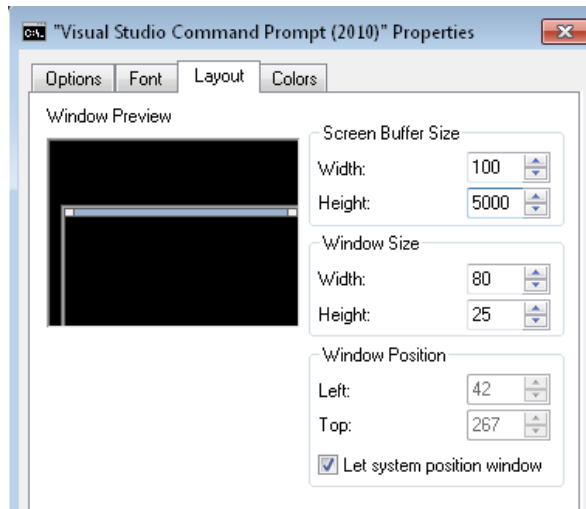 C:\. "Visual Studio Command Prompt (2010)" Properties
Options Font Layout Colors
Window Preview
Screen Buffer Size
Width: 100
Height: 5000
Window Size
Width: 80
Height: 25
Window Position
Left: 42
Top: 267
Let system position window